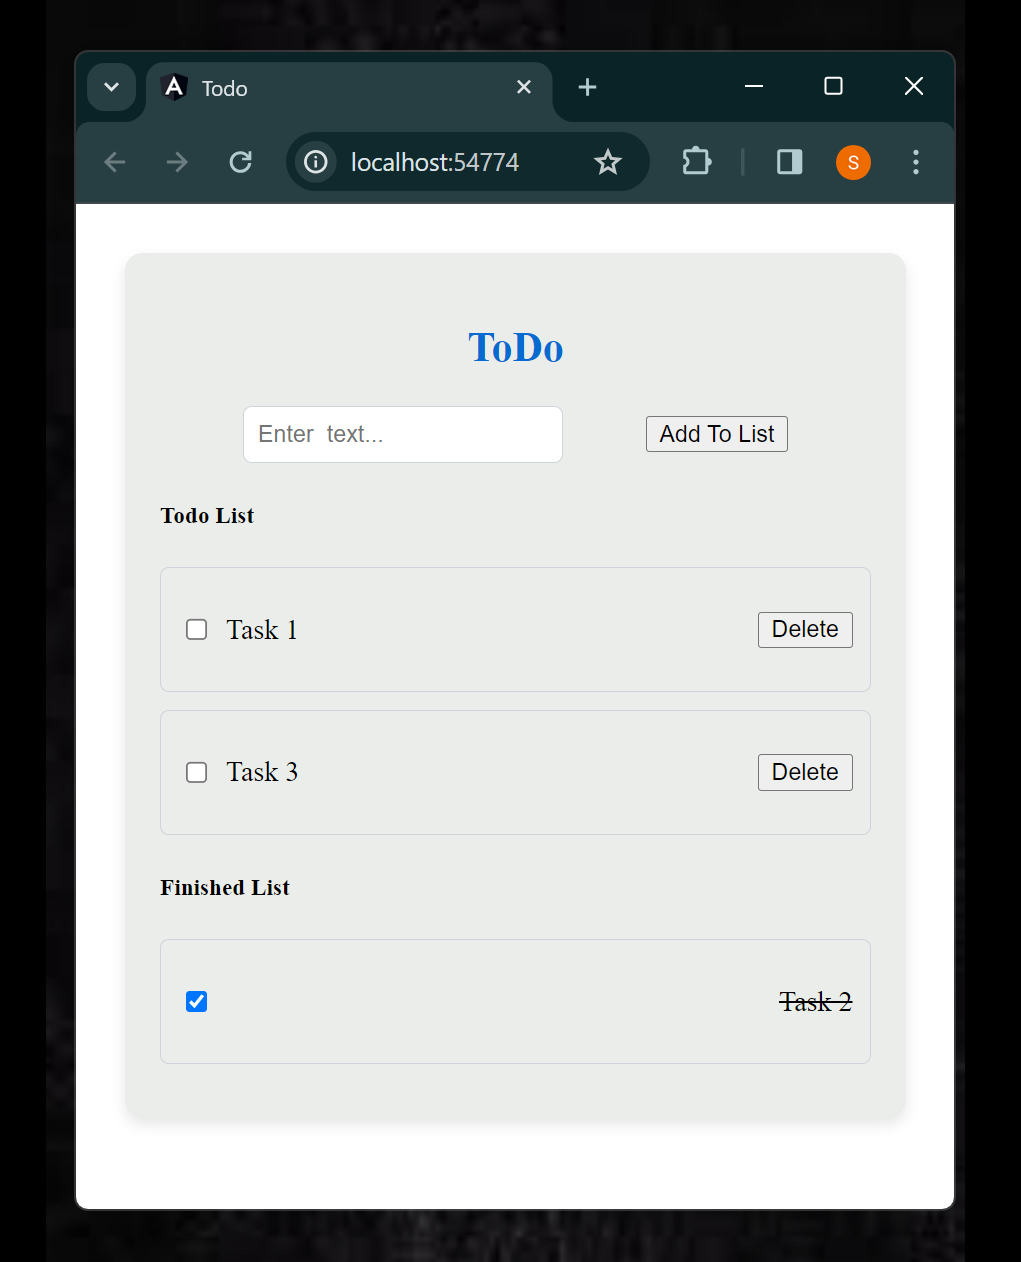 Todo
localhost:54774
S
ToDo
Enter  text...
Add To List
Todo List
Task 1
Delete
Task 3
Delete
Finished List
Task 2